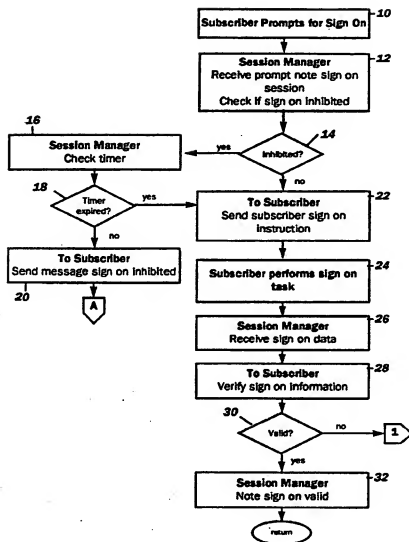 Subscriber Prompts for Sign On
10
Session Manager
Receive prompt note sign on
session
Check if sign on inhibited
12
Inhibited?
14
yes
no
Session Manager
Check timer
16
Timer
expired?
18
yes
no
To Subscriber
Send message sign on inhibited
20
A
To Subscriber
Send subscriber sign on
instruction
22
Subscriber performs sign on
task
24
Session Manager
Receive sign on data
26
To Subscriber
Verify sign on information
28
Valid?
30
no
1
yes
Session Manager
Note sign on valid
32
return